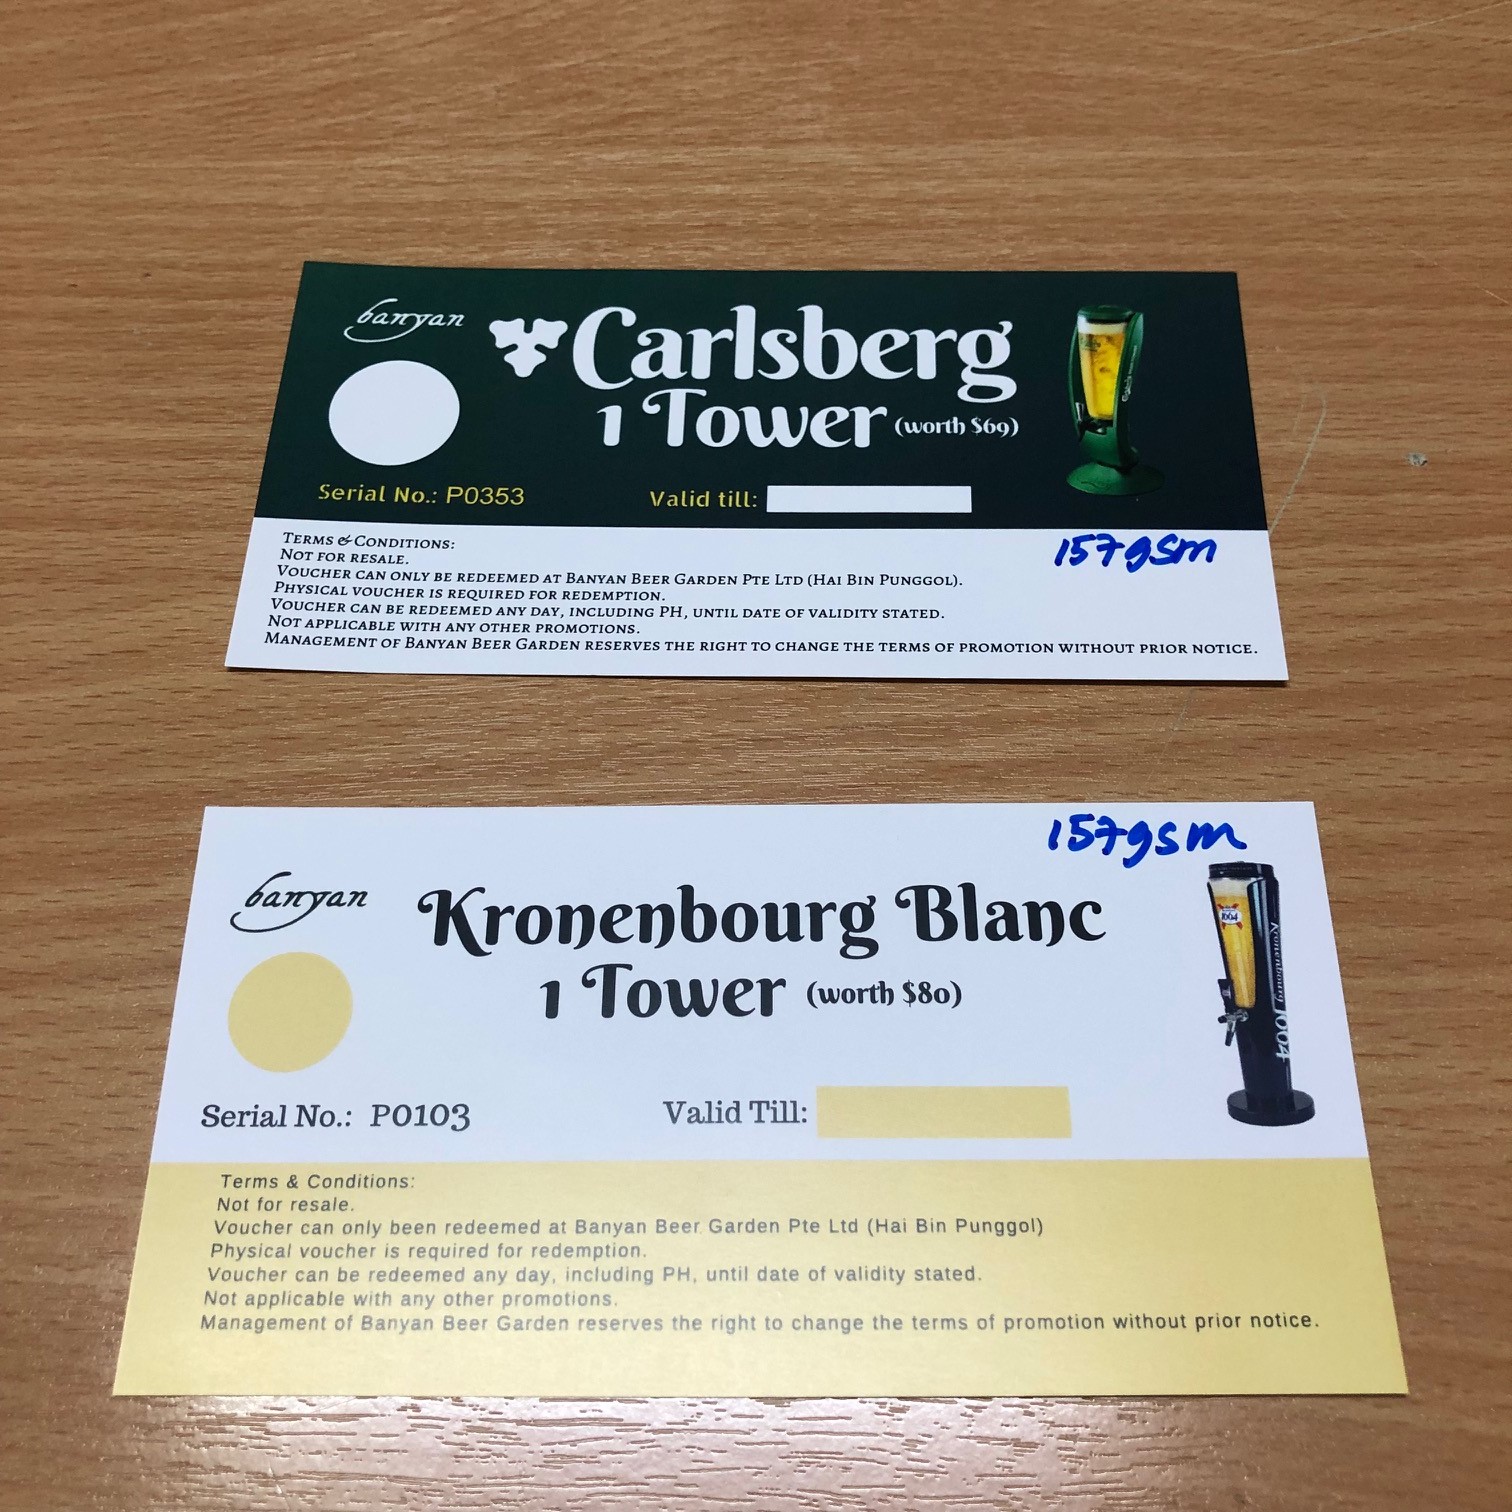 banyan
Carlsberg
1 Tower (worth $69)
Serial No.: P0353
Valid till:
157gsm
TERMS & CONDITIONS:
NOT FOR RESALE.
VOUCHER CAN ONLY BE REDEEMED AT BANYAN BEER GARDEN PTE LTD (HAI BIN PUNGGOL).
PHYSICAL VOUCHER IS REQUIRED FOR REDEMPTION.
VOUCHER CAN BE REDEEMED ANY DAY, INCLUDING PH, UNTIL DATE OF VALIDITY STATED.
NOT APPLICABLE WITH ANY OTHER PROMOTIONS.
MANAGEMENT OF BANYAN BEER GARDEN RESERVES THE RIGHT TO CHANGE THE TERMS OF PROMOTION WITHOUT PRIOR NOTICE.
157gsm
banyan
Kronenbourg Blanc
1 Tower (worth $80)
1664
Kronenbourg 1664
Serial No.: P0103
Valid Till:
Terms & Conditions:
Not for resale.
Voucher can only been redeemed at Banyan Beer Garden Pte Ltd (Hai Bin Punggol)
Physical voucher is required for redemption.
Voucher can be redeemed any day, including PH, until date of validity stated.
Not applicable with any other promotions.
Management of Banyan Beer Garden reserves the right to change the terms of promotion without prior notice.